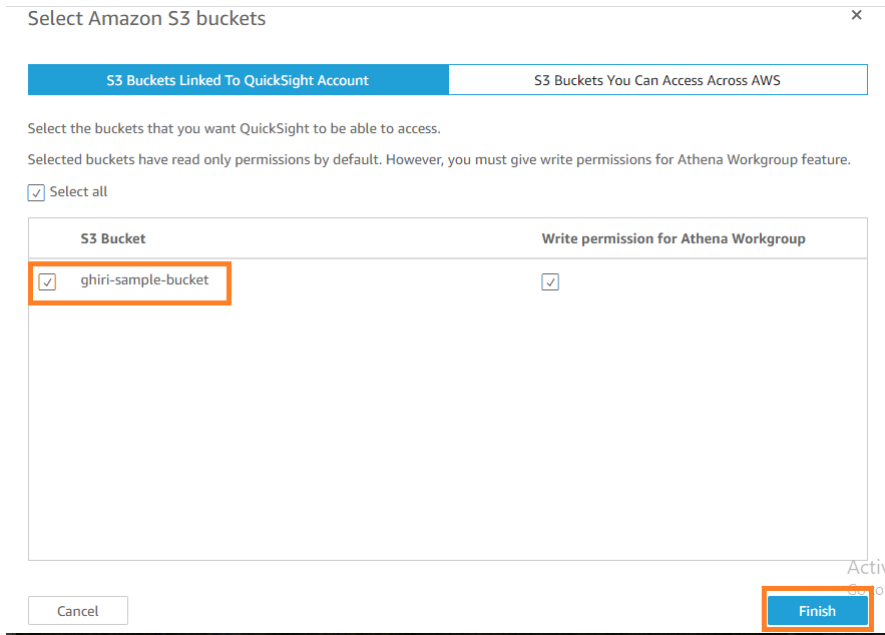 Select Amazon S3 buckets
S3 Buckets Linked To QuickSight Account
S3 Buckets You Can Access Across AWS
Select the buckets that you want QuickSight to be able to access.
Selected buckets have read only permissions by default. However, you must give write permissions for Athena Workgroup feature.
Select all
S3 Bucket Write permission for Athena Workgroup
ghiri-sample-bucket
Activ
Cancel Finish